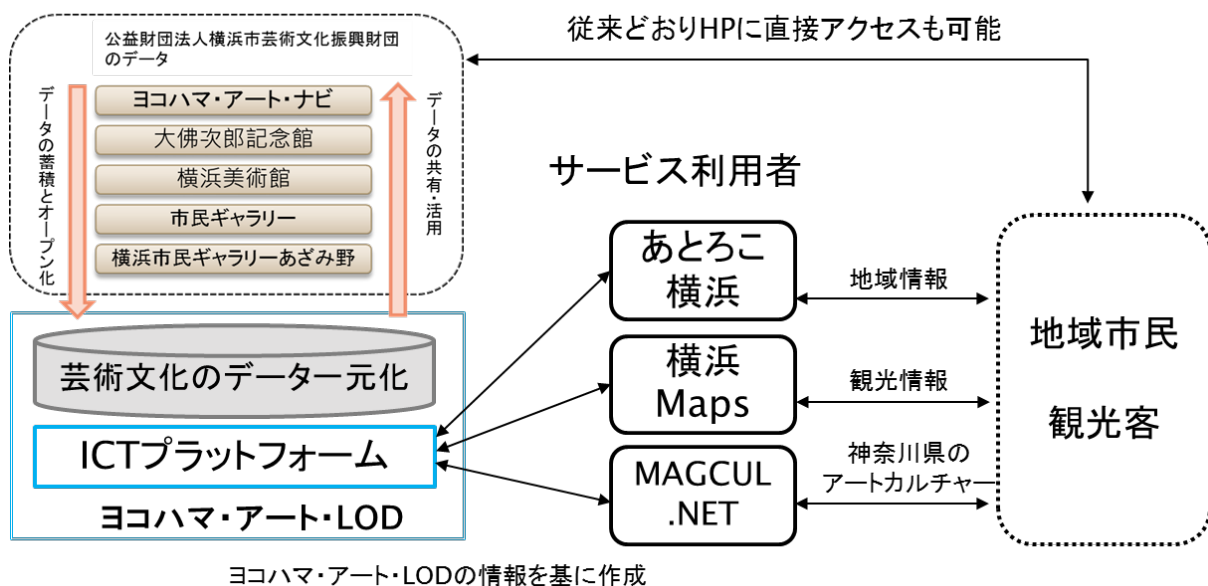 従来どおりHPに直接アクセスも可能
公益財団法人横浜市芸術文化振興財団
のデータ
データの蓄積とオープン化
ヨコハマ・アート・ナビ
大佛次郎記念館
横浜美術館
市民ギャラリー
横浜市民ギャラリーあざみ野
データの共有・活用
芸術文化のデータ一元化
ICTプラットフォーム
ヨコハマ・アート・LOD
サービス利用者
あとろこ
横浜
横浜
Maps
MAGCUL
.NET
地域情報
観光情報
神奈川県の
アートカルチャー
地域市民
観光客
ヨコハマ・アート・LODの情報を基に作成